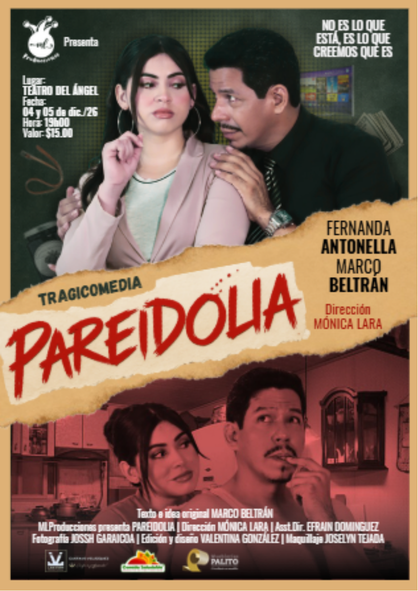 Presenta
NO ES LO QUE
ESTÁ, ES LO QUE
CREEMOS QUE ES
Lugar:
TEATRO DEL ÁNGEL
Fecha:
04 y 05 de dic./26
Hora: 19h00
Valor: $15.00
FERNANDA
ANTONELLA
MARCO
BELTRÁN
Dirección
MÓNICA LARA
TRAGICOMEDIA
PAREIDOLIA
Texto e idea original MARCO BELTRÁN
MLProducciones presenta PAREIDOLIA | Dirección MÓNICA LARA | Asst.Dir. EFRAIN DOMINGUEZ
Fotografía JOSSH GARAICOA | Edición y diseño VALENTINA GONZÁLEZ | Maquillaje JOSELYN TEJADA
PALITO